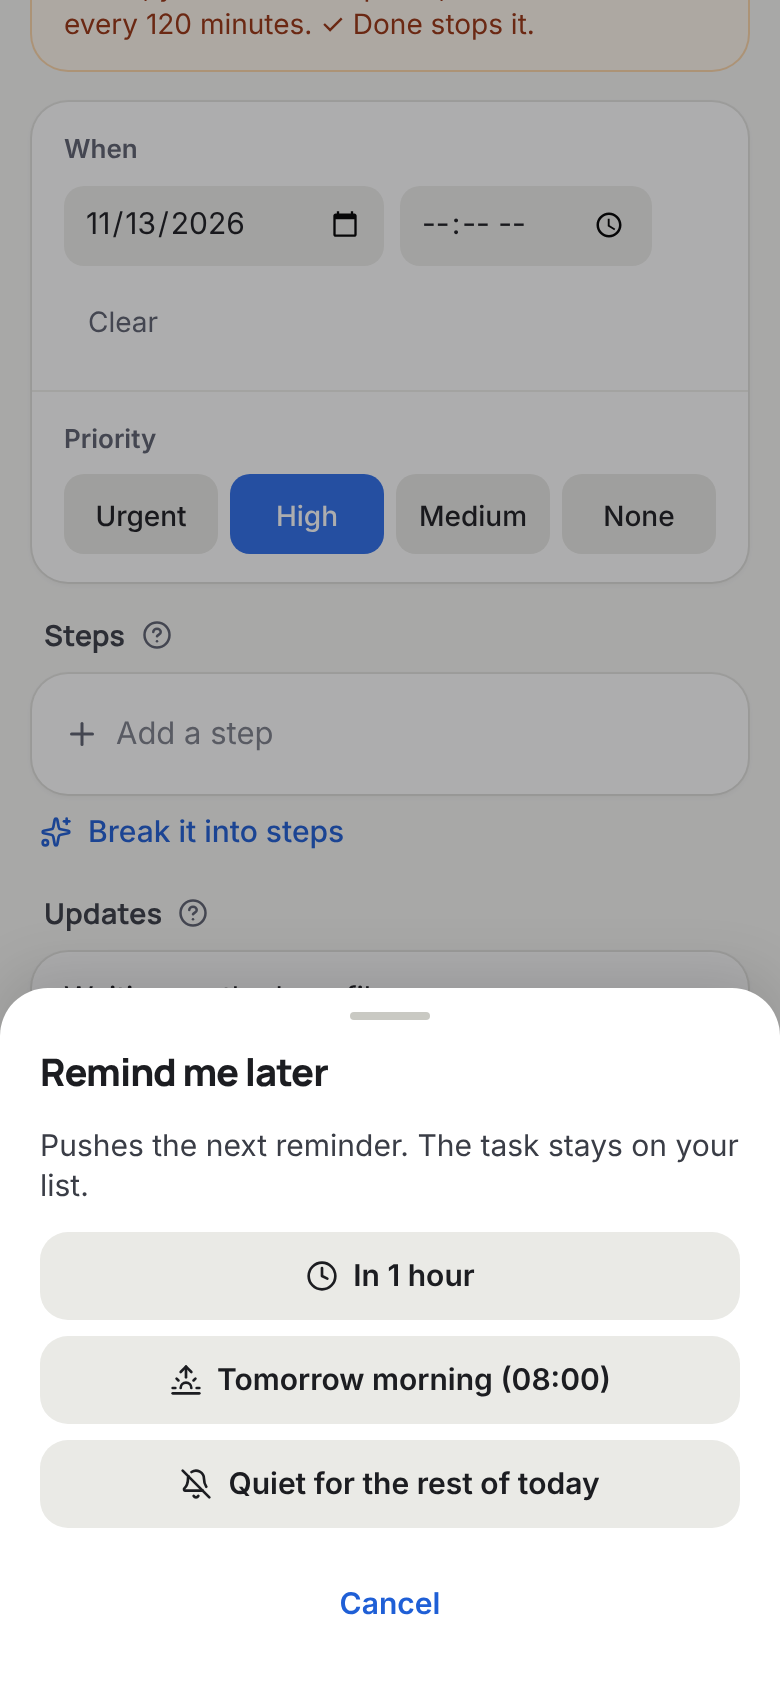 every 120 minutes. ✓ Done stops it.
When
11/13/2026
--:-- --
Clear
Priority
Urgent
High
Medium
None
Steps
Add a step
Break it into steps
Updates
Remind me later
Pushes the next reminder. The task stays on your
list.
In 1 hour
Tomorrow morning (08:00)
Quiet for the rest of today
Cancel